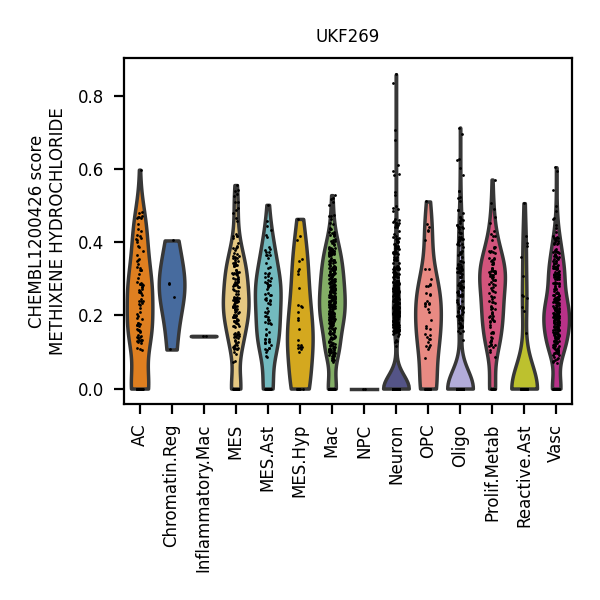 UKF269
CHEMBL1200426 score
METHIXENE HYDROCHLORIDE
0.8
0.6
0.4
0.2
0.0
AC
Chromatin.Reg
Inflammatory.Mac
MES
MES.Ast
MES.Hyp
Mac
NPC
Neuron
OPC
Oligo
Prolif.Metab
Reactive.Ast
Vasc